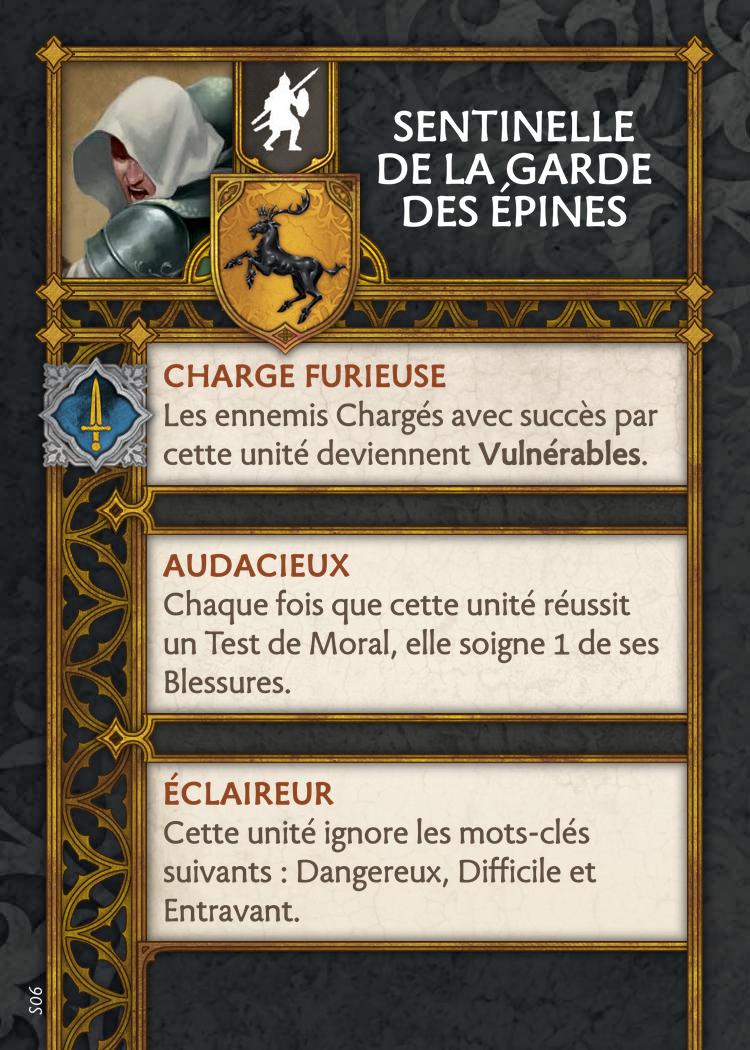 SENTINELLE
DE LA GARDE
DES ÉPINES
CHARGE FURIEUSE
Les ennemis Chargés avec succès par
cette unité deviennent Vulnérables.
AUDACIEUX
Chaque fois que cette unité réussit
un Test de Moral, elle soigne 1 de ses
Blessures.
ÉCLAIREUR
Cette unité ignore les mots-clés
suivants : Dangereux, Difficile et
Entravant.
S06